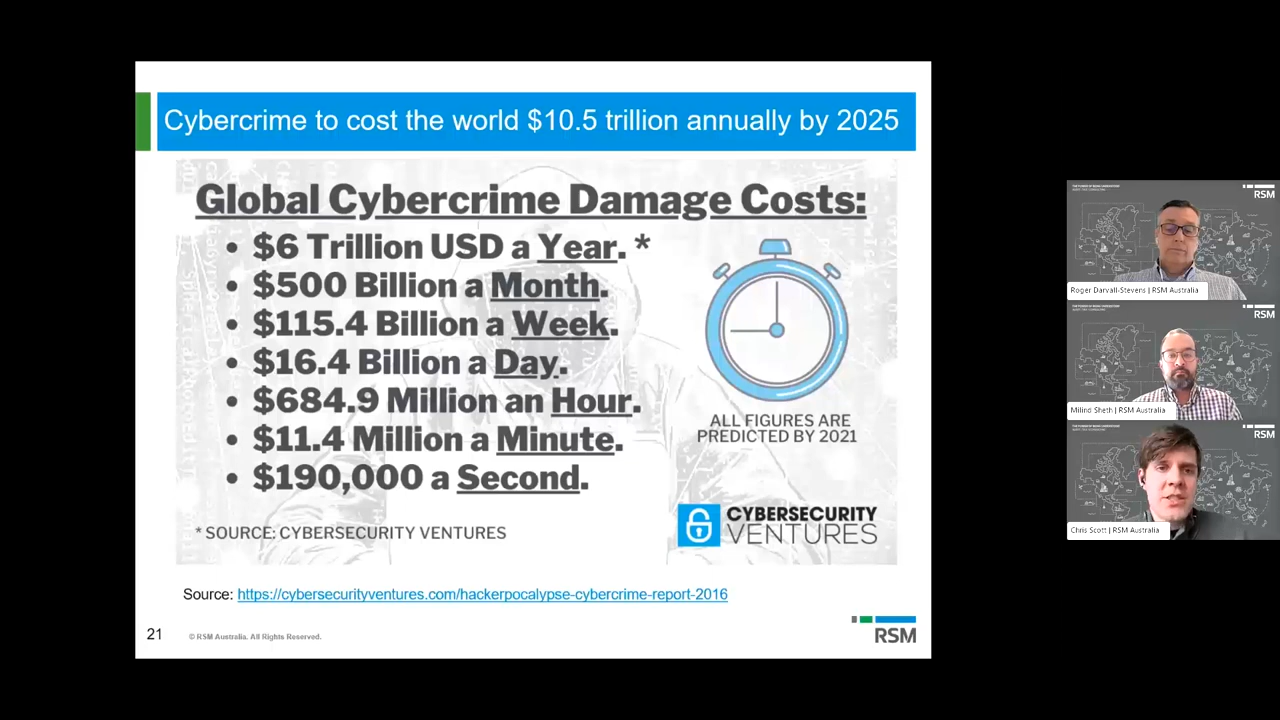 Cybercrime to cost the world $10.5 trillion annually by 2025
Global Cybercrime Damage Costs:
• $6 Trillion USD a Year. *
• $500 Billion a Month.
• $115.4 Billion a Week.
• $16.4 Billion a Day.
• $684.9 Million an Hour.
• $11.4 Million a Minute.
• $190,000 a Second.
ALL FIGURES ARE
PREDICTED BY 2021
* SOURCE: CYBERSECURITY VENTURES
CYBERSECURITY
VENTURES
Source: https://cybersecurityventures.com/hackerpocalypse-cybercrime-report-2016
21
© RSM Australia. All Rights Reserved.
RSM
RSM
Roger Darvall-Stevens | RSM Australia
RSM
Milind Sheth | RSM Australia
RSM
Chris Scott | RSM Australia